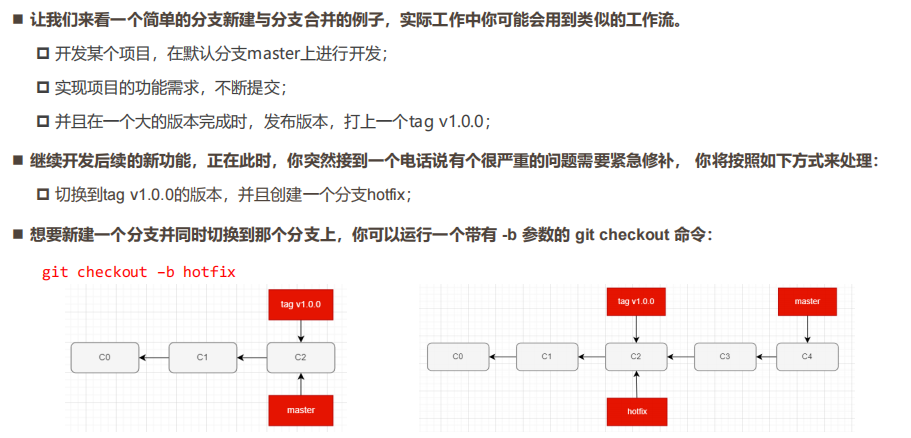 ■ 让我们来看一个简单的分支新建与分支合并的例子，实际工作中你可能会用到类似的工作流。
开发某个项目，在默认分支master上进行开发；
实现项目的功能需求，不断提交；
并且在一个大的版本完成时，发布版本，打上一个tag v1.0.0；
■ 继续开发后续的新功能，正在此时，你突然接到一个电话说有个很严重的问题需要紧急修补， 你将按照如下方式来处理：
切换到tag v1.0.0的版本，并且创建一个分支hotfix；
■ 想要新建一个分支并同时切换到那个分支上，你可以运行一个带有 -b 参数的 git checkout 命令：
git checkout –b hotfix
tag v1.0.0
C0 C1 C2
master
tag v1.0.0 master
C0 C1 C2 C3 C4
hotfix